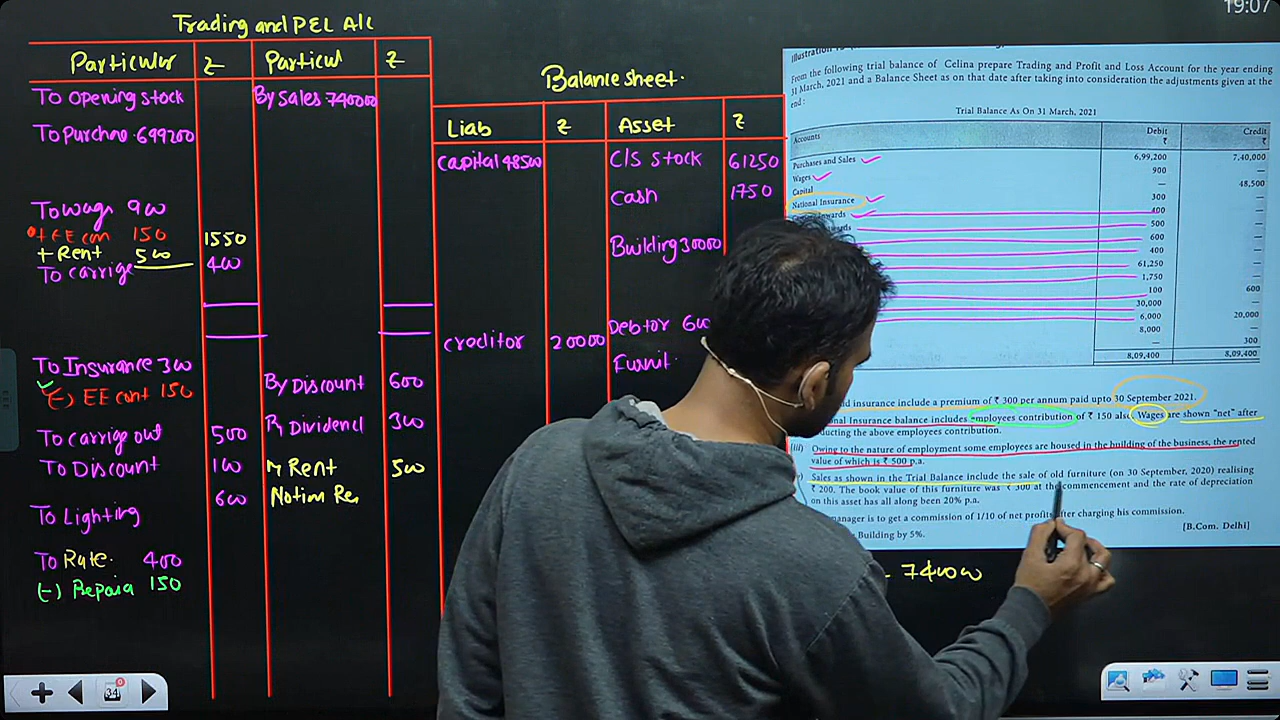 19:07
Trading and P&L A/c
Particular ₹ Particul ₹
To opening stock
By Sales 740000
To Purchase 699200
To wages 900
+ EE con 150 1550
+ Rent 500
To carrige 400
To Insurance 300
(-) EE cont 150
By Discount 600
To carrige out 500
By Dividend 300
To Discount 100
By Rent 500
Notion Re
To Lighting 600
To Rate 400
(-) Repaia 150
Balance sheet.
Liab ₹ Asset ₹
capital 48500
C/S stock 61250
Cash 1750
Building 30000
creditor 20000
Debtor 600
Furnit.
Illustration
From the following trial balance of Celina prepare Trading and Profit and Loss Account for the year ending
31 March, 2021 and a Balance Sheet as on that date after taking into consideration the adjustments given at the
end :
Trial Balance As On 31 March, 2021
Accounts Debit Credit
₹ ₹
Purchases and Sales 6,99,200 7,40,000
Wages 900 —
Capital — 48,500
National Insurance 300 —
Inwards 400 —
500 —
600 —
400 —
61,250 —
1,750 —
100 600
30,000 —
6,000 20,000
8,000 —
— 300
8,09,400 8,09,400
insurance include a premium of ₹ 300 per annum paid upto 30 September 2021.
Insurance balance includes employees contribution of ₹ 150 also. Wages are shown "net" after
deducting the above employees contribution.
(iii) Owing to the nature of employment some employees are housed in the building of the business, the rented
value of which is ₹ 500 p.a.
Sales as shown in the Trial Balance include the sale of old furniture (on 30 September, 2020) realising
₹ 200. The book value of this furniture was ₹ 300 at the commencement and the rate of depreciation
on this asset has all along been 20% p.a.
manager is to get a commission of 1/10 of net profits after charging his commission.
Building by 5%.
[B.Com. Delhi]
- 740000
34